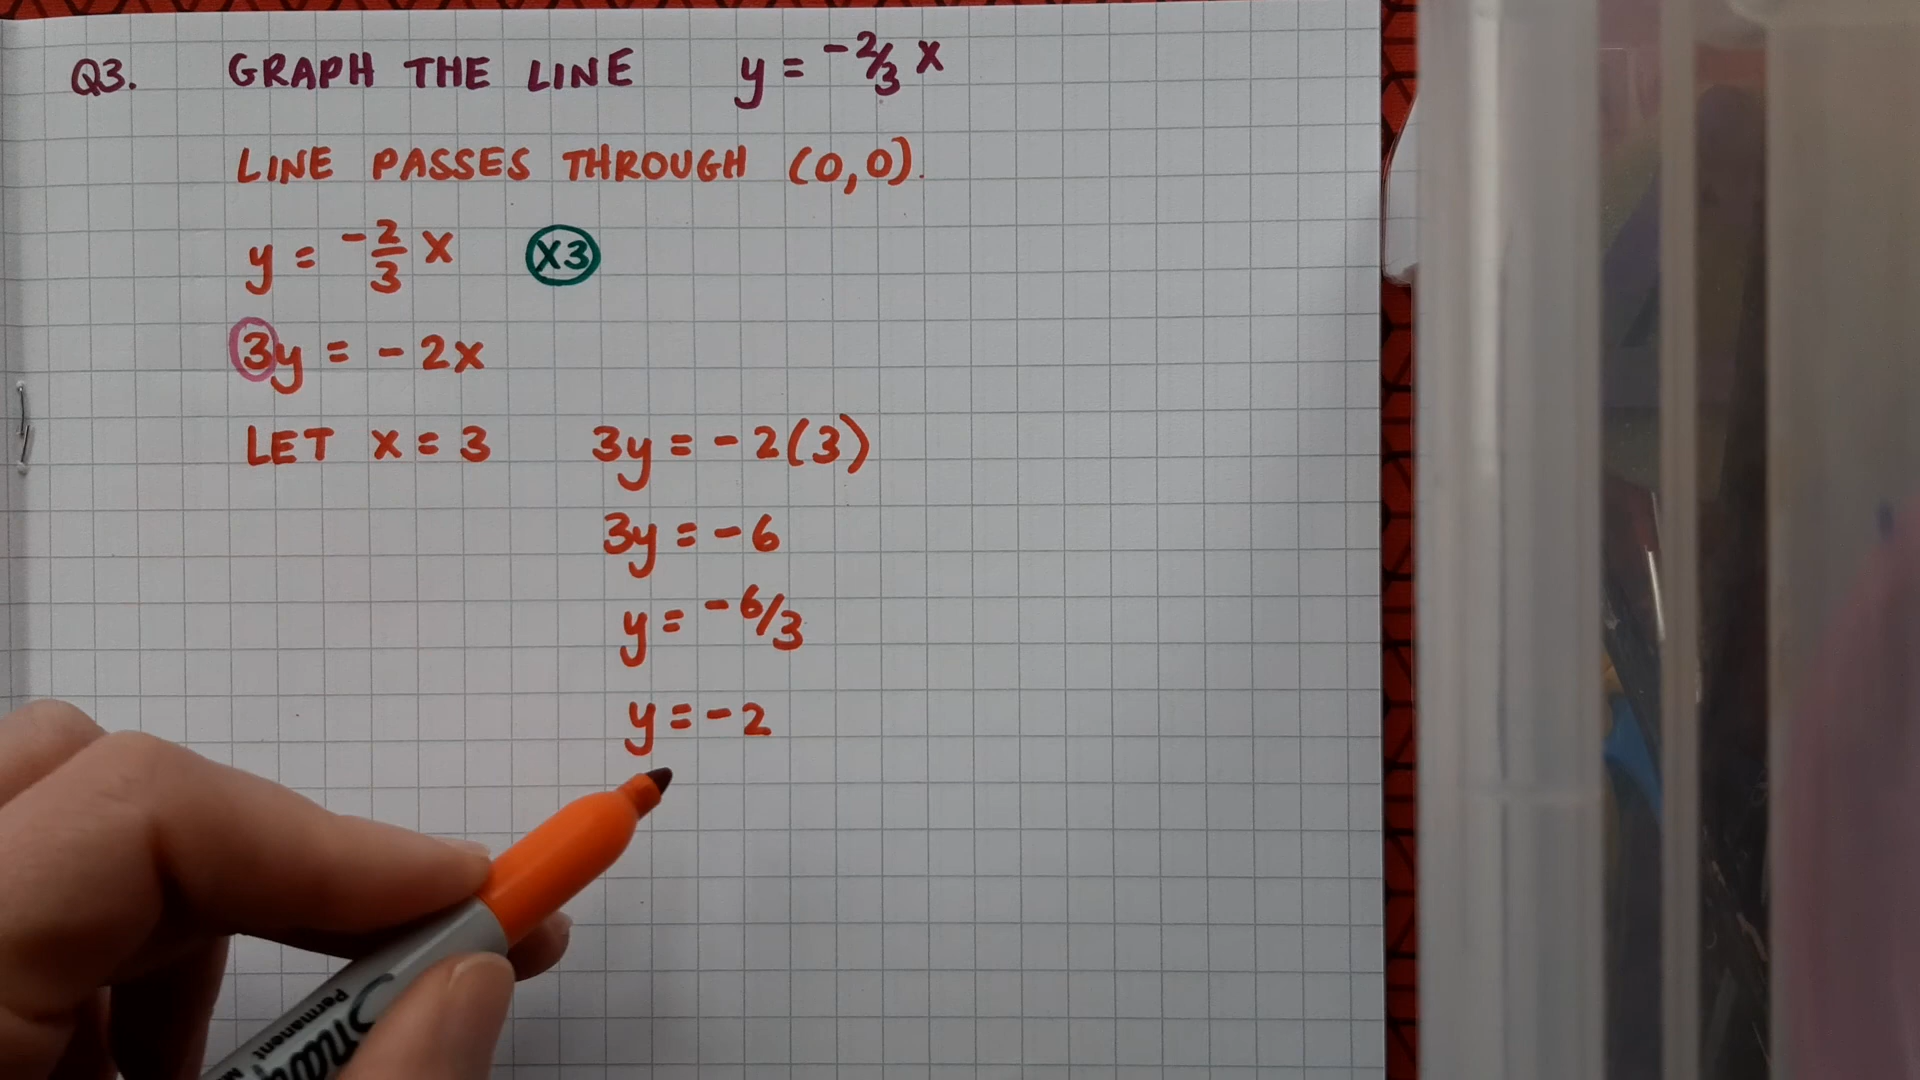 Q3. GRAPH THE LINE y = -2/3 x
LINE PASSES THROUGH (0,0).
y = -2/3 x X3
3y = -2x
LET x = 3 3y = -2(3)
3y = -6
y = -6/3
y = -2
Permanent